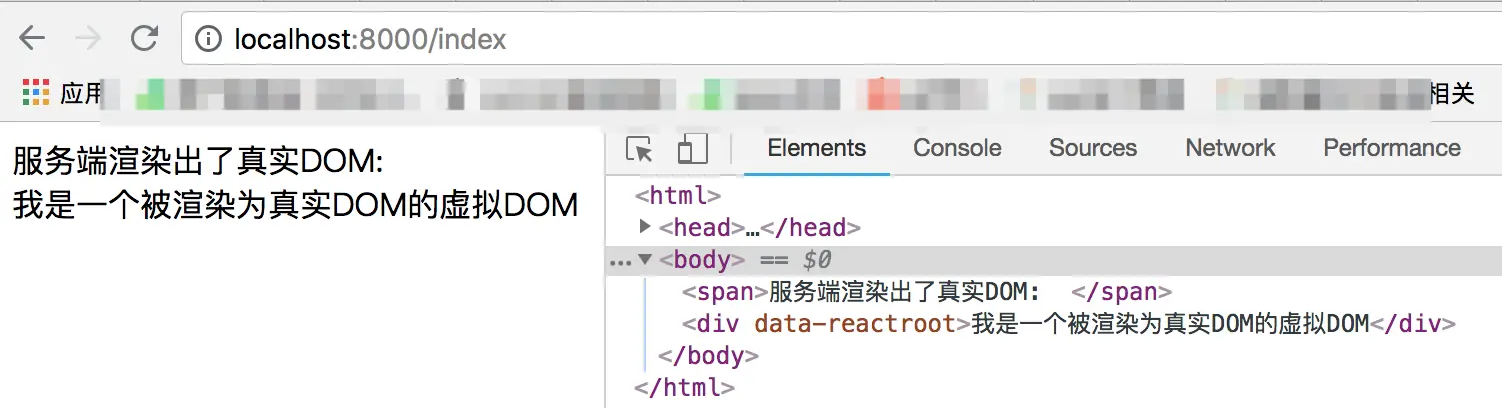 localhost:8000/index
应用
相关
服务端渲染出了真实DOM:
我是一个被渲染为真实DOM的虚拟DOM
Elements Console Sources Network Performance
<html>
<head>…</head>
… <body> == $0
<span>服务端渲染出了真实DOM: </span>
<div data-reactroot>我是一个被渲染为真实DOM的虚拟DOM</div>
</body>
</html>